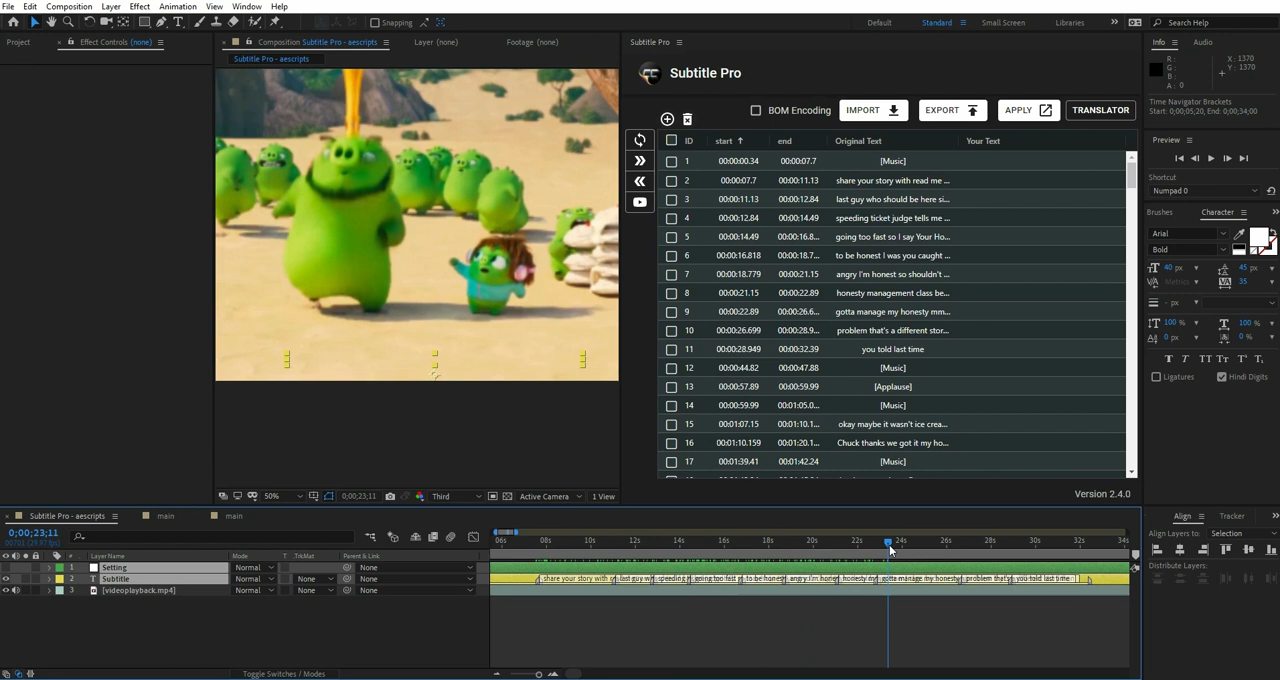 File Edit Composition Layer Effect Animation View Window Help
Snapping Default Standard Small Screen Libraries Search Help
Project Effect Controls (none) Composition Subtitle Pro - aescripts Layer (none) Footage (none) Subtitle Pro Info Audio
Subtitle Pro - aescripts
R: X: 1370
G: Y: 1370
B:
A: 0
Subtitle Pro
BOM Encoding IMPORT EXPORT APPLY TRANSLATOR
Time Navigator Brackets
Start: 0;00;05;20, End: 0;00;34;00
ID start end Original Text Your Text
1 00:00:00.34 00:00:07.7 [Music]
2 00:00:07.7 00:00:11.13 share your story with read me ...
3 00:00:11.13 00:00:12.84 last guy who should be here si...
4 00:00:12.84 00:00:14.49 speeding ticket judge tells me ...
5 00:00:14.49 00:00:16.8... going too fast so I say Your Ho...
6 00:00:16.818 00:00:18.7... to be honest I was you caught ...
7 00:00:18.779 00:00:21.15 angry I'm honest so shouldn't ...
8 00:00:21.15 00:00:22.89 honesty management class be...
9 00:00:22.89 00:00:26.6... gotta manage my honesty mm...
10 00:00:26.699 00:00:28.9... problem that's a different stor...
11 00:00:28.949 00:00:32.39 you told last time
12 00:00:44.82 00:00:47.88 [Music]
13 00:00:57.89 00:00:59.99 [Applause]
14 00:00:59.99 00:01:05.0... [Music]
15 00:01:07.15 00:01:10.1... okay maybe it wasn't ice crea...
16 00:01:10.159 00:01:20.1... Chuck thanks we got it my ho...
17 00:01:39.41 00:01:42.24 [Music]
Version 2.4.0
Preview
Shortcut
Numpad 0
Brushes Character
Arial
Bold
40 px 45 px
Metrics 35
- px
100 % 100 %
0 px 0 %
T T TT Tr T' T,
Ligatures Hindi Digits
50% 0;00;23;11 Third Active Camera 1 View
Subtitle Pro - aescripts main main
0;00;23;11
# Layer Name Mode T TrkMat Parent & Link
06s 08s 10s 12s 14s 16s 18s 20s 22s 24s 26s 28s 30s 32s 34s
1 Setting Normal None
2 T Subtitle Normal None None
share your story with last guy w speeding going too fast to be honest angry I'm honest honesty m gotta manage my honesty problem that's you told last time
3 [videoplayback.mp4] Normal None None
Toggle Switches / Modes
Align Tracker
Align Layers to: Selection
Distribute Layers: